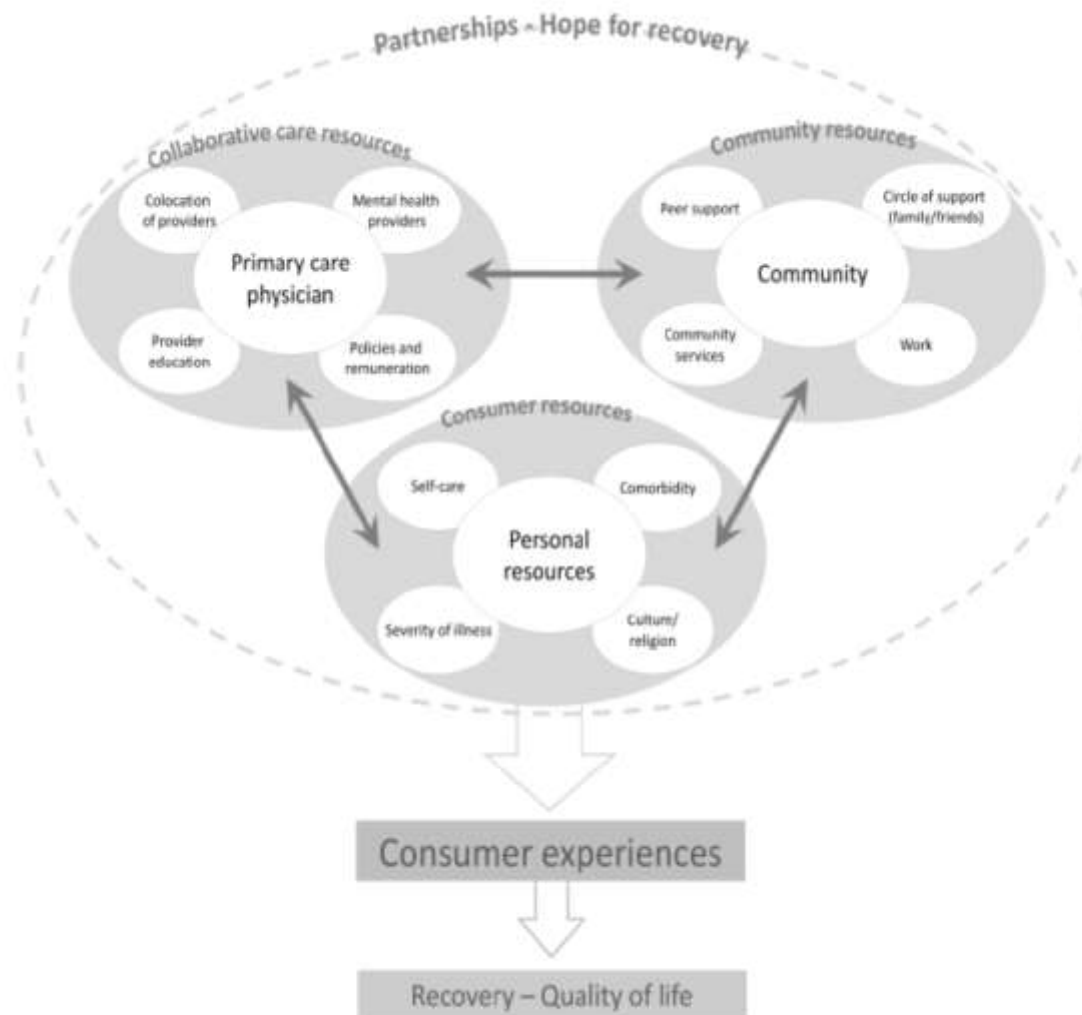 Partnerships - Hope for recovery
Collaborative care resources
Colocation
of providers
Mental health
providers
Primary care
physician
Provider
education
Policies and
remuneration
Community resources
Peer support
Circle of support
(family/friends)
Community
Community
services
Work
Consumer resources
Self-care
Comorbidity
Personal
resources
Severity of illness
Culture/
religion
Consumer experiences
Recovery – Quality of life